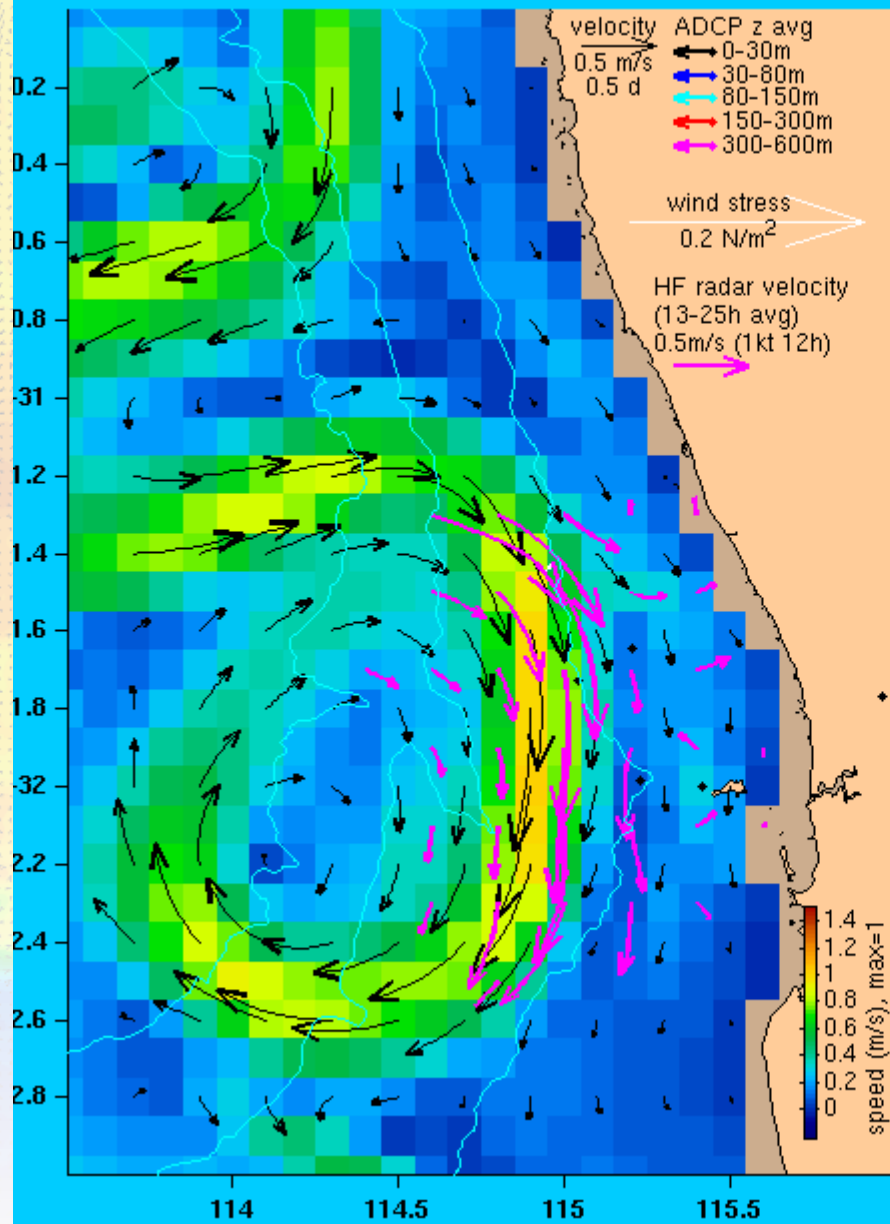 velocity
0.5 m/s
0.5 d
ADCP z avg
0-30m
30-80m
80-150m
150-300m
300-600m
wind stress
0.2 N/m²
HF radar velocity
(13-25h avg)
0.5m/s (1kt 12h)
0.2
0.4
0.6
0.8
-31
1.2
1.4
1.6
1.8
-32
2.2
2.4
2.6
2.8
114
114.5
115
115.5
1.4
1.2
1
0.8
0.6
0.4
0.2
0
speed (m/s), max=1